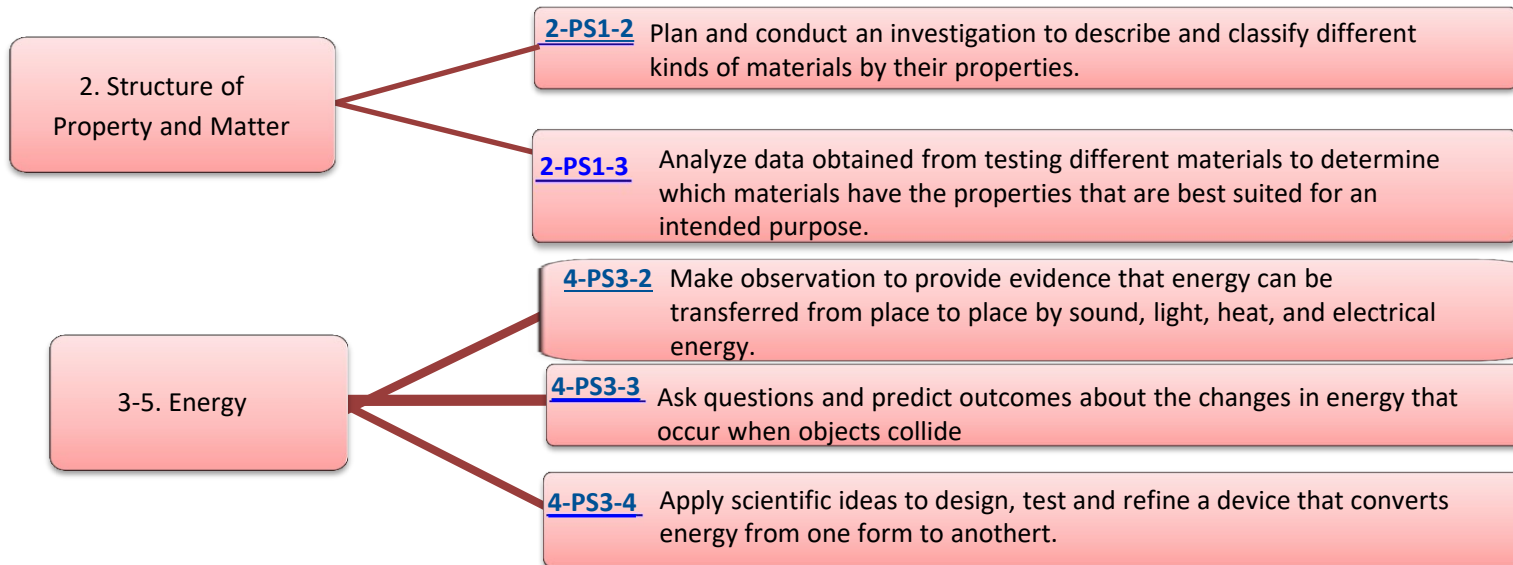 2. Structure of
Property and Matter
2-PS1-2 Plan and conduct an investigation to describe and classify different
kinds of materials by their properties.
2-PS1-3 Analyze data obtained from testing different materials to determine
which materials have the properties that are best suited for an
intended purpose.
3-5. Energy
4-PS3-2 Make observation to provide evidence that energy can be
transferred from place to place by sound, light, heat, and electrical
energy.
4-PS3-3 Ask questions and predict outcomes about the changes in energy that
occur when objects collide
4-PS3-4 Apply scientific ideas to design, test and refine a device that converts
energy from one form to anothert.